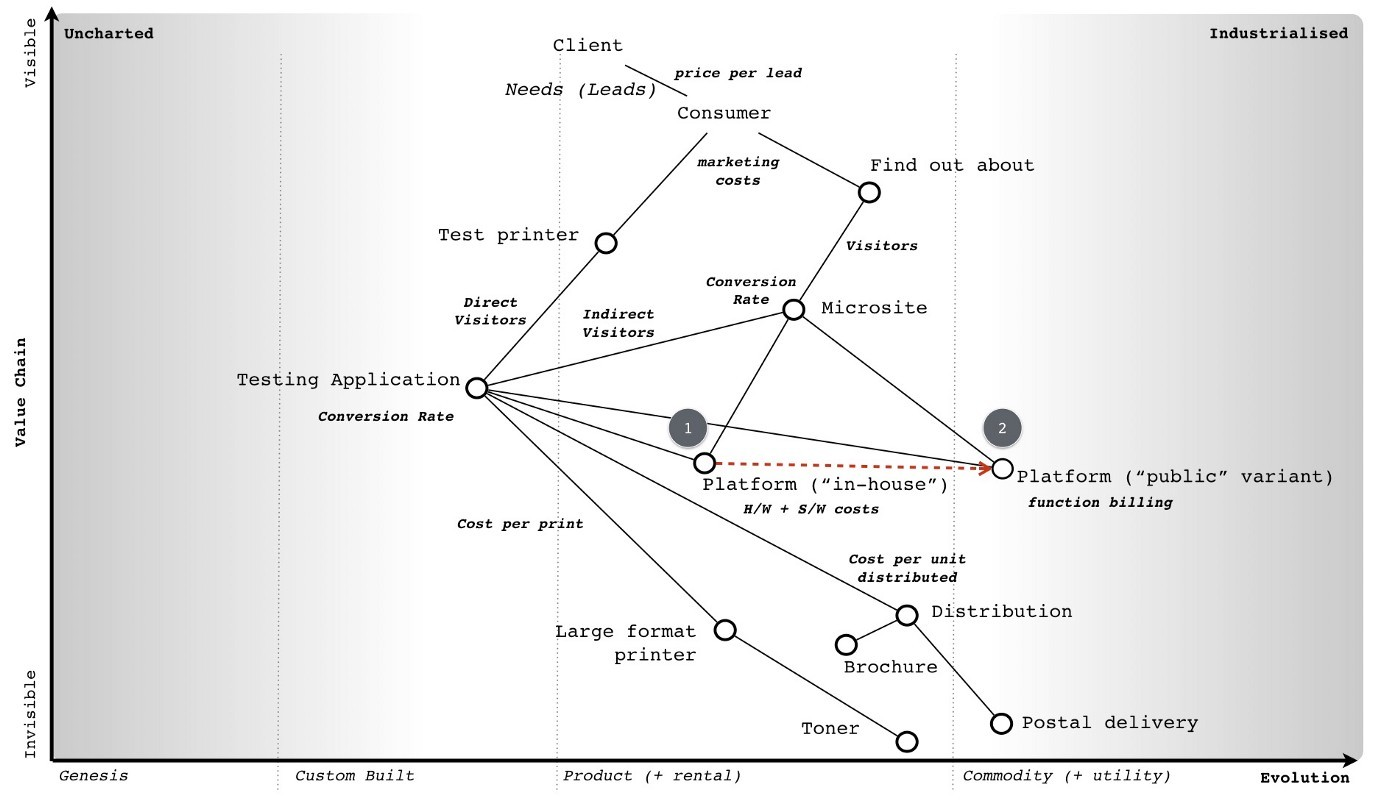 Visible
Uncharted
Industrialised
Client
price per lead
Needs (Leads)
Consumer
marketing
costs
Find out about
Test printer
Visitors
Conversion
Rate
Direct
Visitors
Indirect
Visitors
Microsite
Value Chain
Testing Application
Conversion Rate
1
2
Platform (“in-house”)
Platform (“public” variant)
H/W + S/W costs
function billing
Cost per print
Cost per unit
distributed
Distribution
Large format
printer
Brochure
Invisible
Toner
Postal delivery
Genesis
Custom Built
Product (+ rental)
Commodity (+ utility)
Evolution